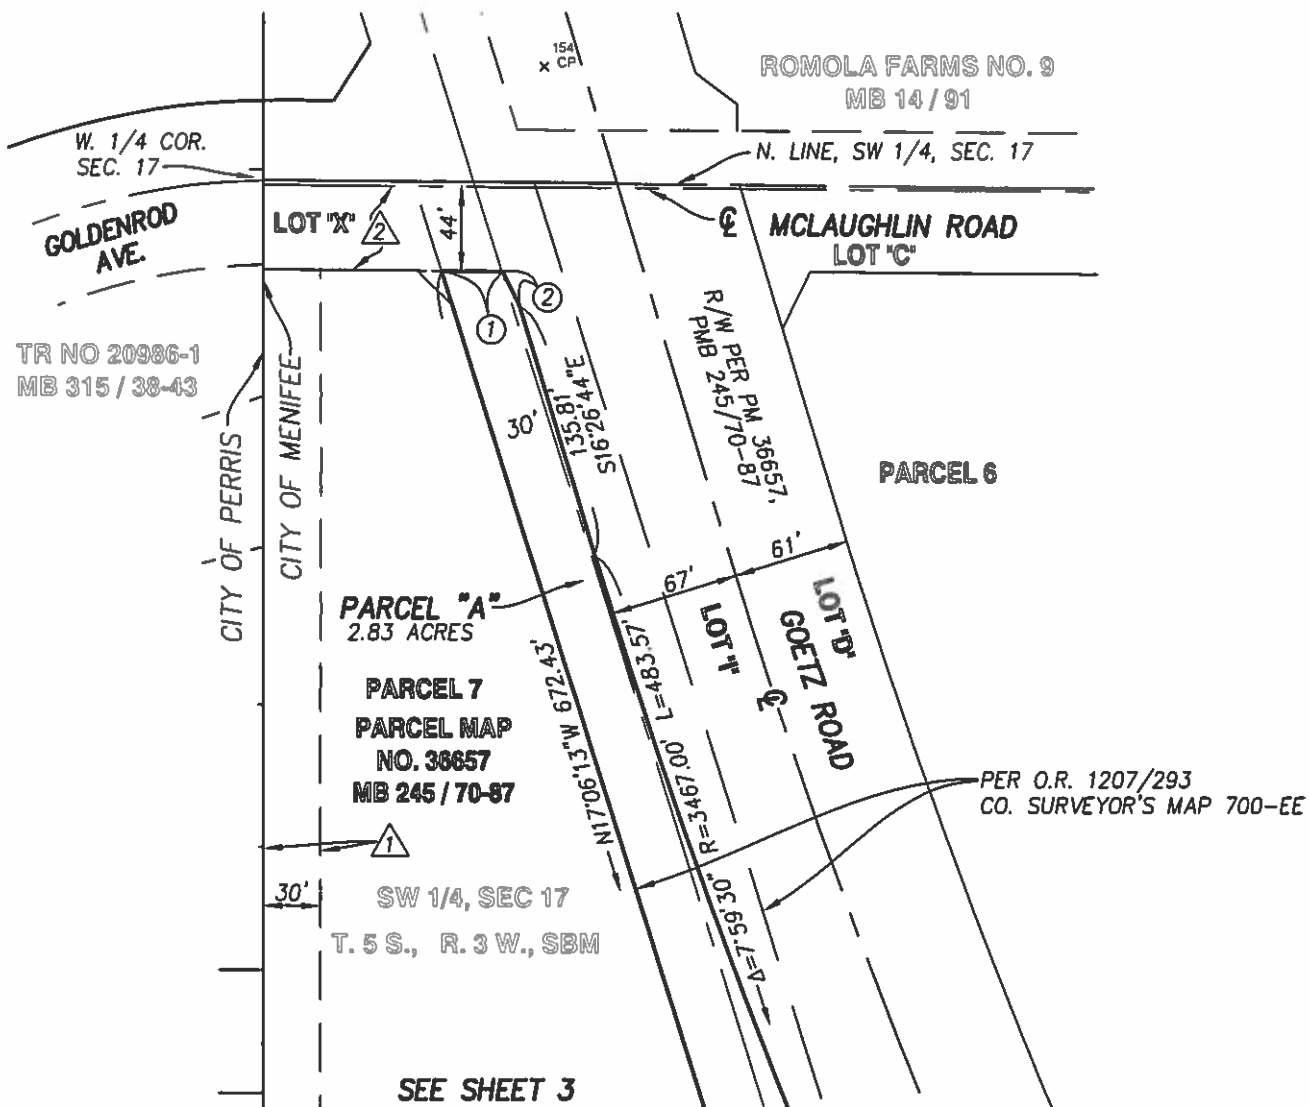 154
× CP
ROMOLA FARMS NO. 9
MB 14 / 91
W. 1/4 COR.
SEC. 17
N. LINE, SW 1/4, SEC. 17
GOLDENROD
AVE.
LOT "X"
2
44'
℄ MCLAUGHLIN ROAD
LOT "C"
1
2
TR NO 20986-1
MB 315 / 38-43
CITY OF PERRIS
CITY OF MENIFEE
30'
135.81'
S16°26'44"E
R/W PER PM 36657,
PMB 245/70-87
PARCEL 6
67'
61'
PARCEL "A"
2.83 ACRES
LOT "I"
LOT "D"
GOETZ ROAD
℄
PARCEL 7
PARCEL MAP
NO. 36657
MB 245 / 70-87
N17°06'13"W 672.43'
Δ=7°59'30" R=3467.00' L=483.57'
PER O.R. 1207/293
CO. SURVEYOR'S MAP 700-EE
1
30'
SW 1/4, SEC 17
T. 5 S., R. 3 W., SBM
SEE SHEET 3